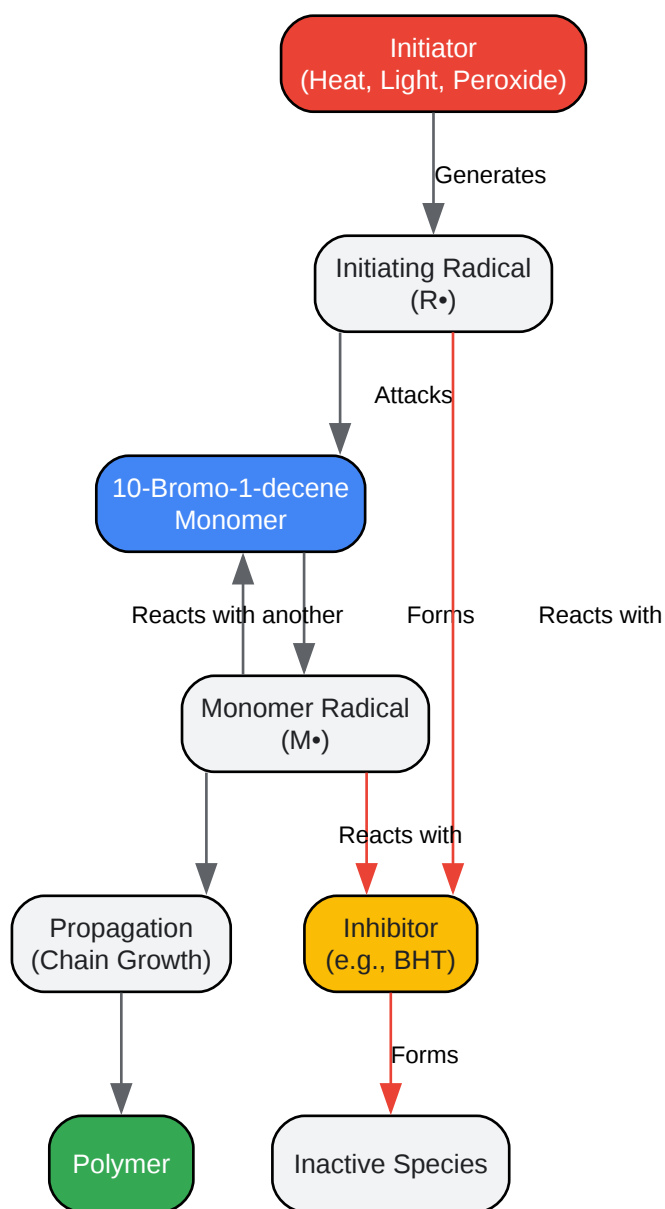 Initiator
(Heat, Light, Peroxide)
Generates
Initiating Radical
(R•)
Attacks
10-Bromo-1-decene
Monomer
Reacts with another
Forms
Reacts with
Monomer Radical
(M•)
Reacts with
Propagation
(Chain Growth)
Inhibitor
(e.g., BHT)
Forms
Polymer
Inactive Species